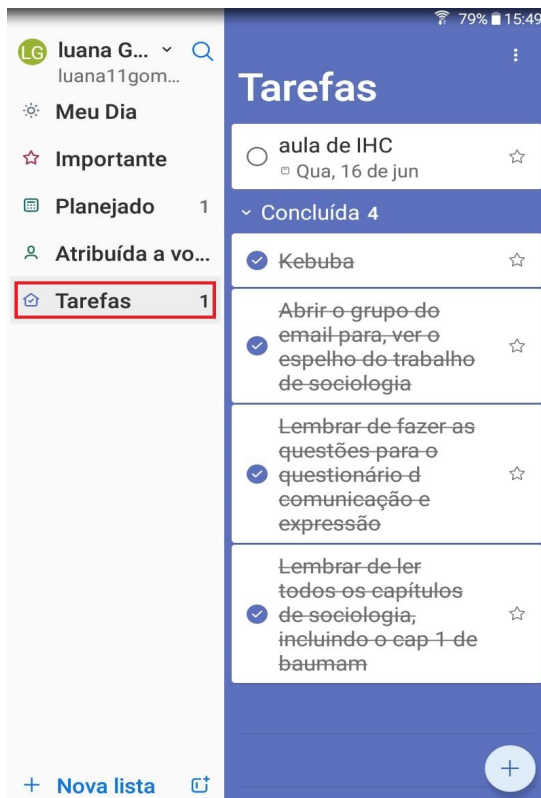 79% 15:49
LG luana G...
luana11gom...
Meu Dia
Importante
Planejado 1
Atribuída a vo...
Tarefas 1
+ Nova lista
Tarefas
aula de IHC
Qua, 16 de jun
Concluída 4
Kebuba
Abrir o grupo do
email para, ver o
espelho do trabalho
de sociologia
Lembrar de fazer as
questões para o
questionário d
comunicação e
expressão
Lembrar de ler
todos os capítulos
de sociologia,
incluindo o cap 1 de
baumam
+